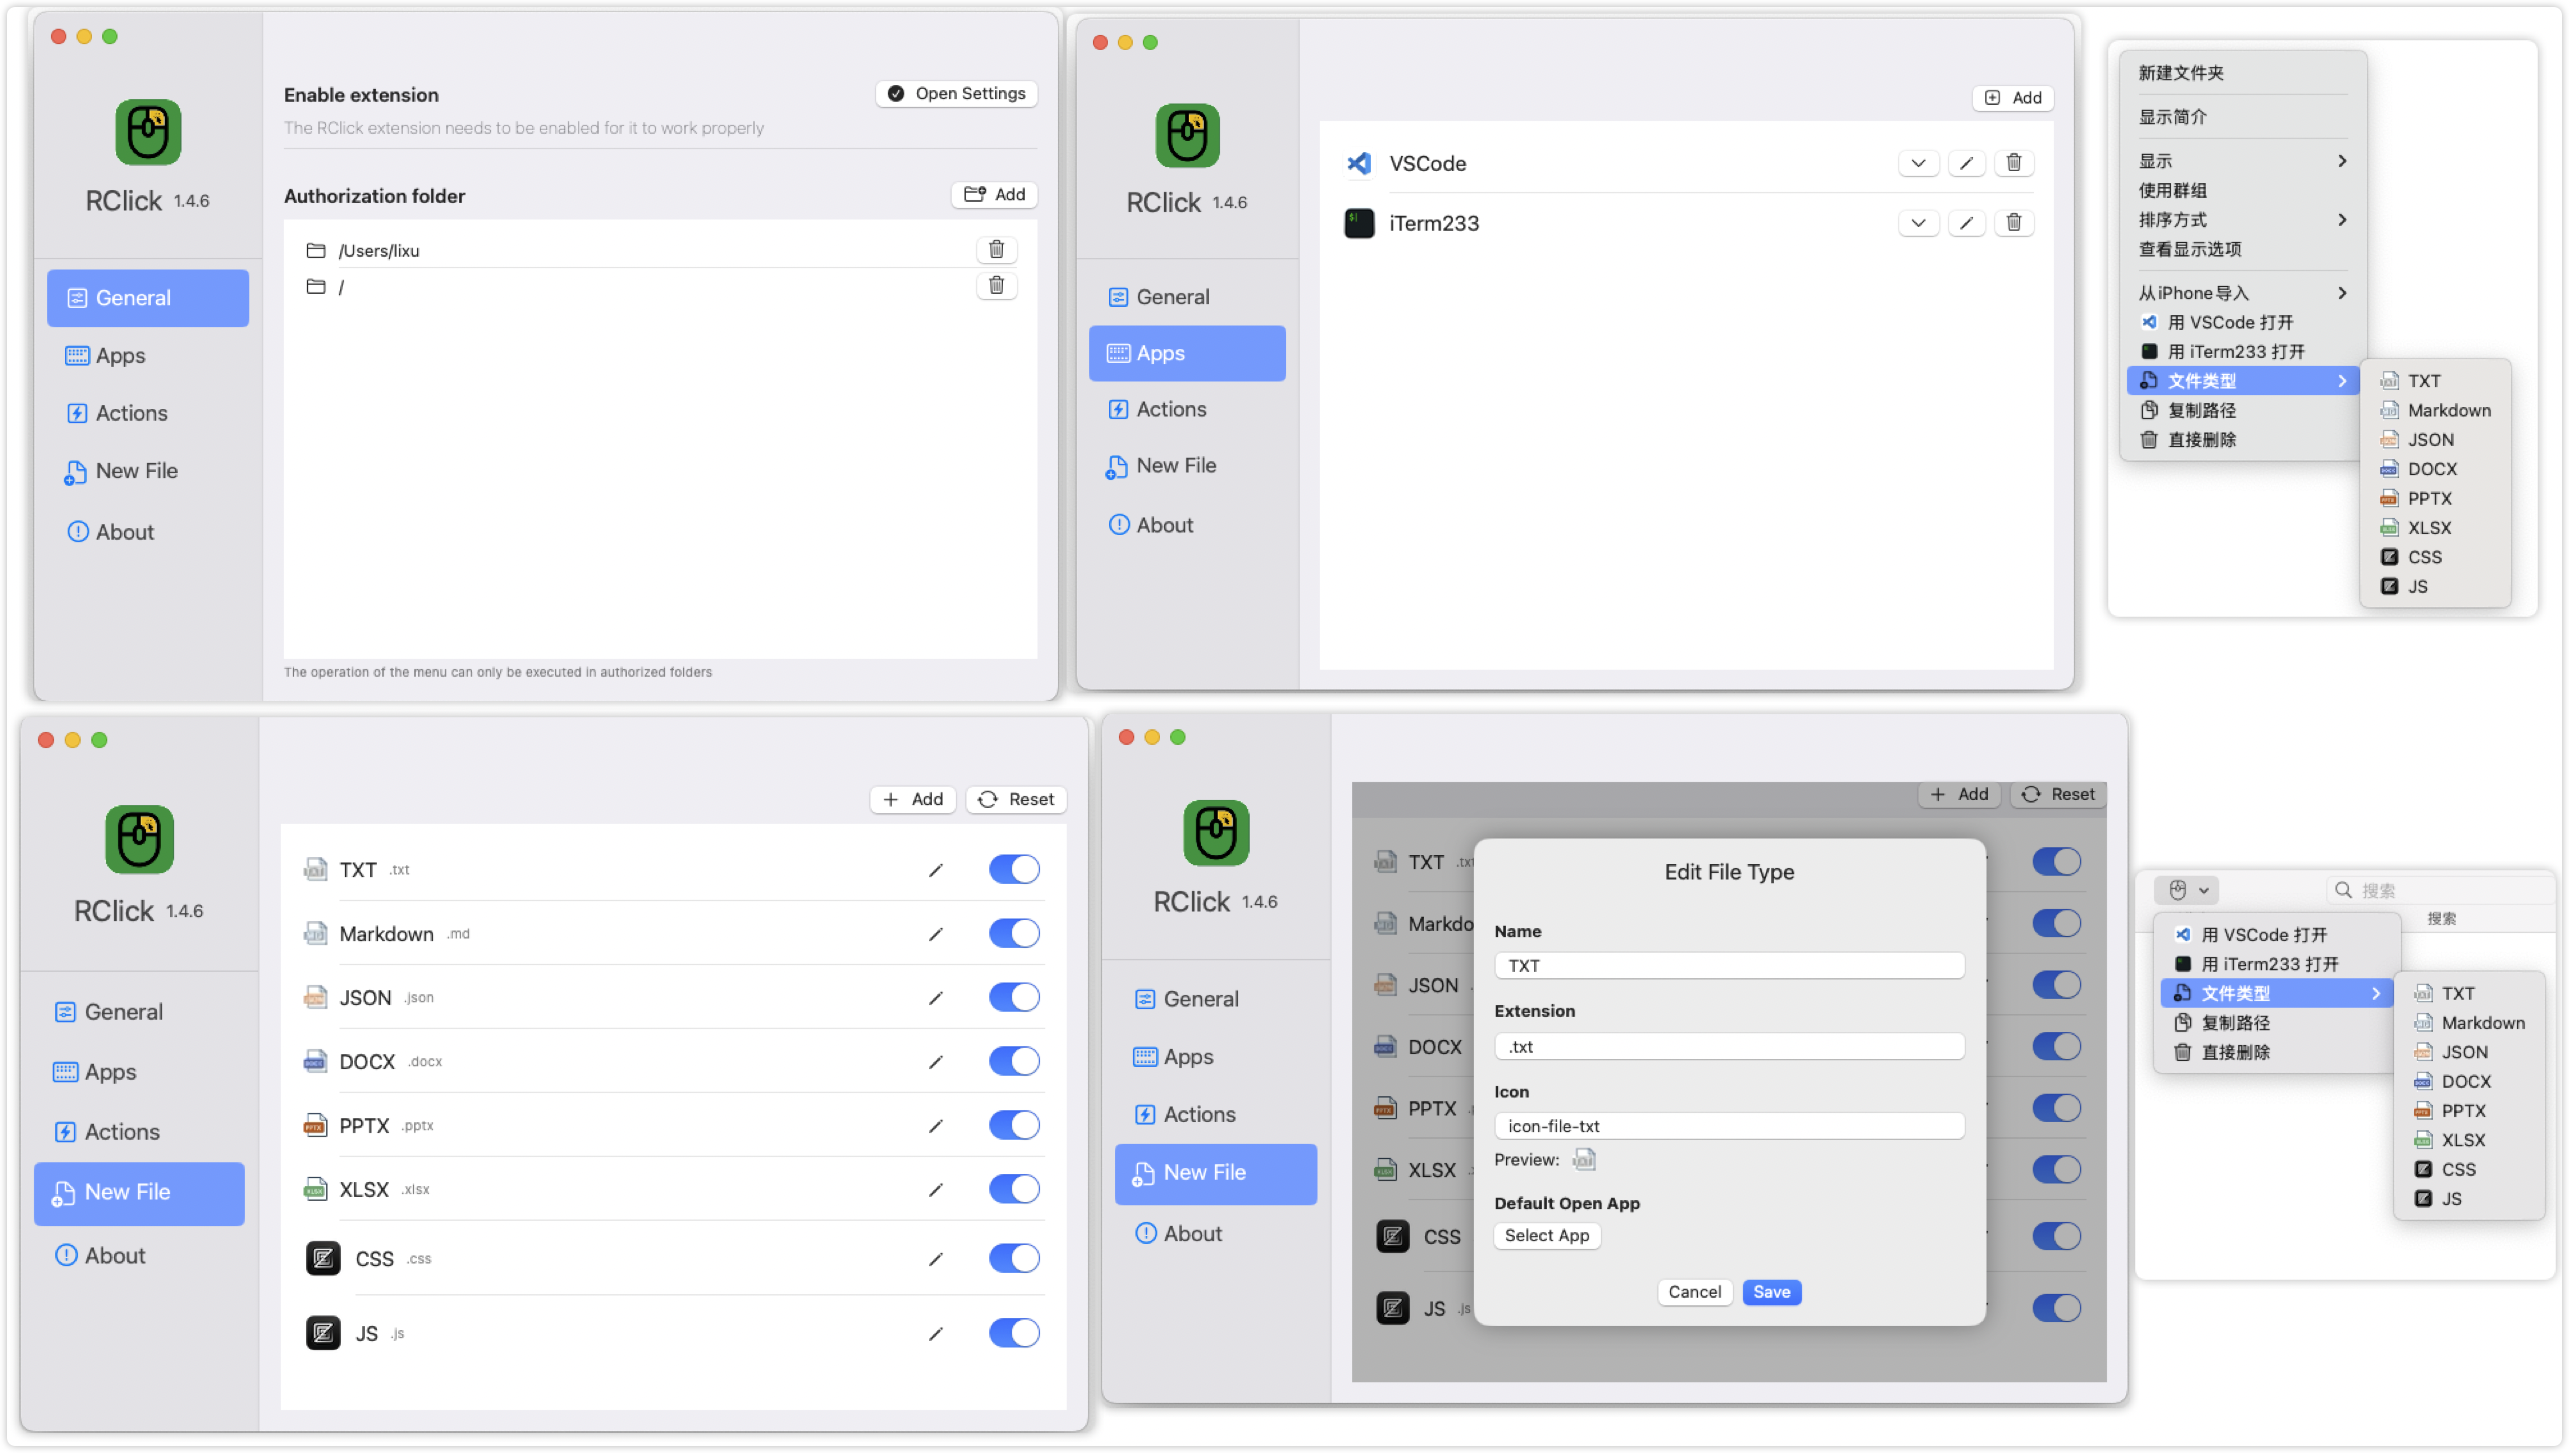 RClick 1.4.6
General
Apps
Actions
New File
About
Enable extension
Open Settings
The RClick extension needs to be enabled for it to work properly
Authorization folder
Add
/Users/lixu
/
The operation of the menu can only be executed in authorized folders
RClick 1.4.6
General
Apps
Actions
New File
About
Add
VSCode
iTerm233
新建文件夹
显示简介
显示
使用群组
排序方式
查看显示选项
从iPhone导入
用 VSCode 打开
用 iTerm233 打开
文件类型
复制路径
直接删除
TXT
Markdown
JSON
DOCX
PPTX
XLSX
CSS
JS
RClick 1.4.6
General
Apps
Actions
New File
About
Add
Reset
TXT .txt
Markdown .md
JSON .json
DOCX .docx
PPTX .pptx
XLSX .xlsx
CSS .css
JS .js
RClick 1.4.6
General
Apps
Actions
New File
About
Add
Reset
TXT
JSON
DOCX
PPTX
XLSX
CSS
JS .js
Edit File Type
Name
TXT
Extension
.txt
Icon
icon-file-txt
Preview:
Default Open App
Select App
Cancel
Save
搜索
搜索
用 VSCode 打开
用 iTerm233 打开
文件类型
复制路径
直接删除
TXT
Markdown
JSON
DOCX
PPTX
XLSX
CSS
JS